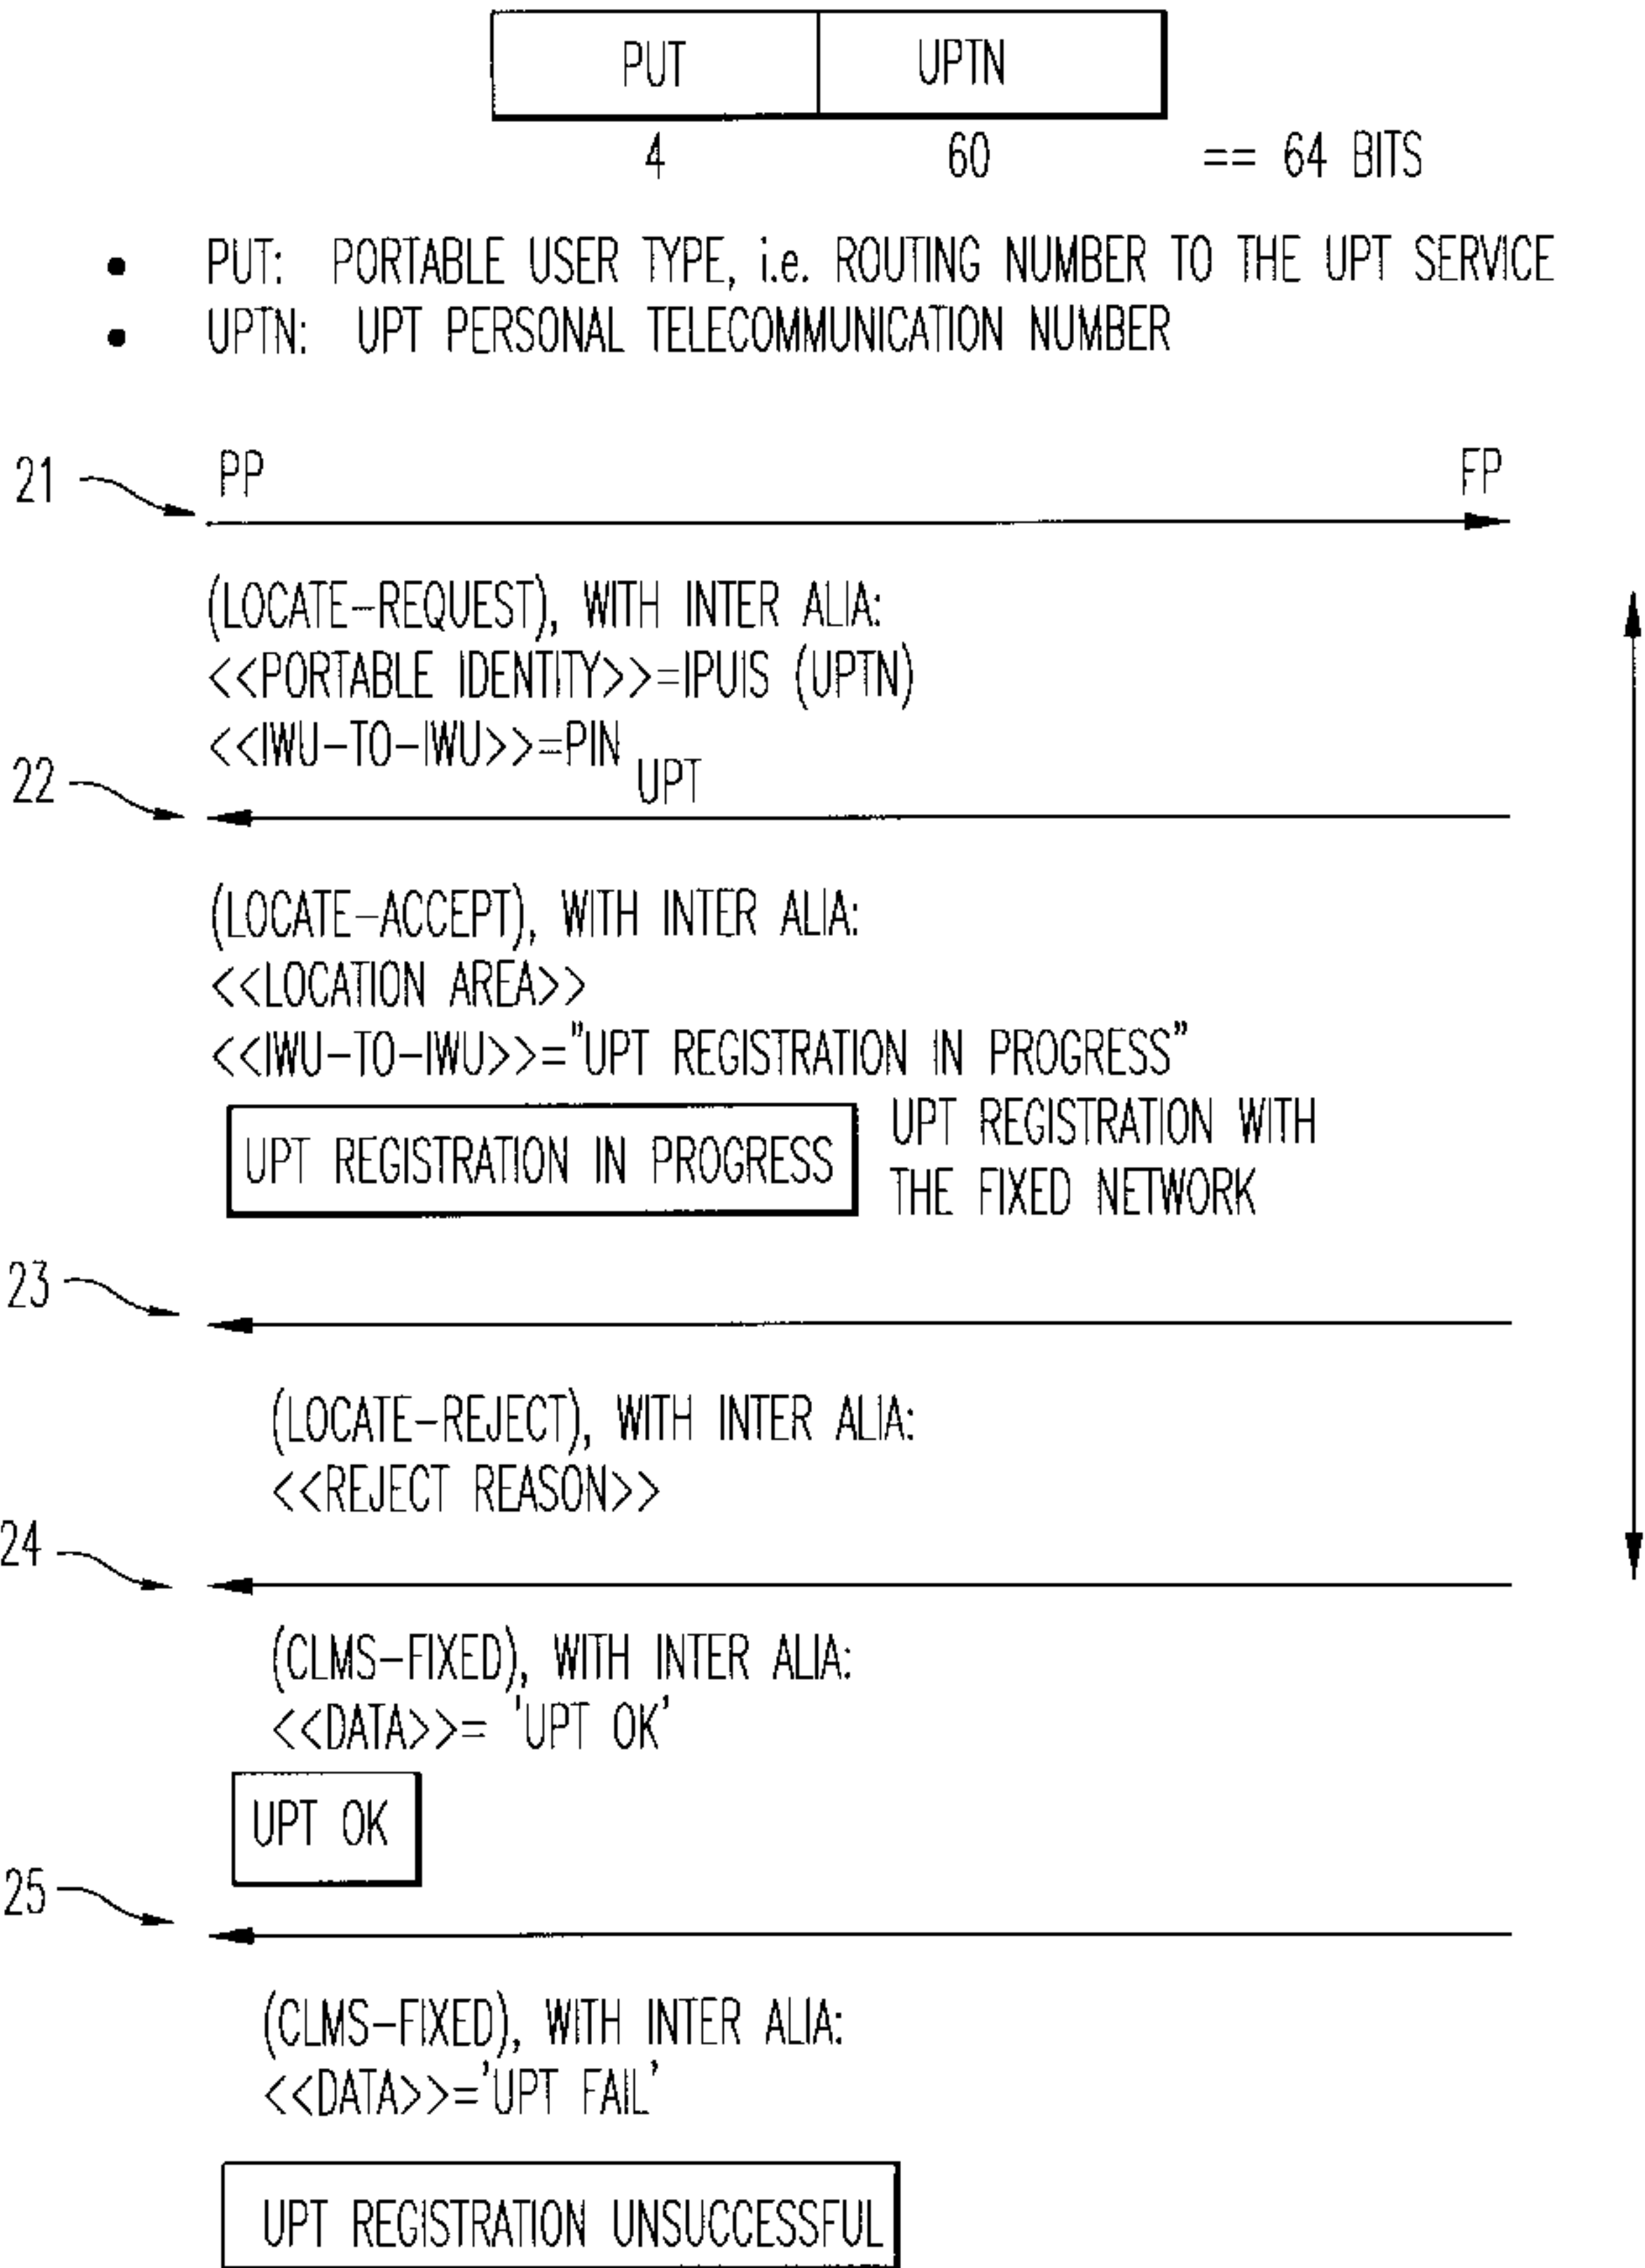 PUT UPTN
4 60 == 64 BITS
• PUT: PORTABLE USER TYPE, i.e. ROUTING NUMBER TO THE UPT SERVICE
• UPTN: UPT PERSONAL TELECOMMUNICATION NUMBER
21 PP FP
(LOCATE-REQUEST), WITH INTER ALIA:
<<PORTABLE IDENTITY>>=IPUIS (UPTN)
<<IWU-TO-IWU>>=PIN UPT
22
(LOCATE-ACCEPT), WITH INTER ALIA:
<<LOCATION AREA>>
<<IWU-TO-IWU>>="UPT REGISTRATION IN PROGRESS"
UPT REGISTRATION IN PROGRESS
UPT REGISTRATION WITH
THE FIXED NETWORK
23
(LOCATE-REJECT), WITH INTER ALIA:
<<REJECT REASON>>
24
(CLMS-FIXED), WITH INTER ALIA:
<<DATA>>= 'UPT OK'
UPT OK
25
(CLMS-FIXED), WITH INTER ALIA:
<<DATA>>='UPT FAIL'
UPT REGISTRATION UNSUCCESSFUL